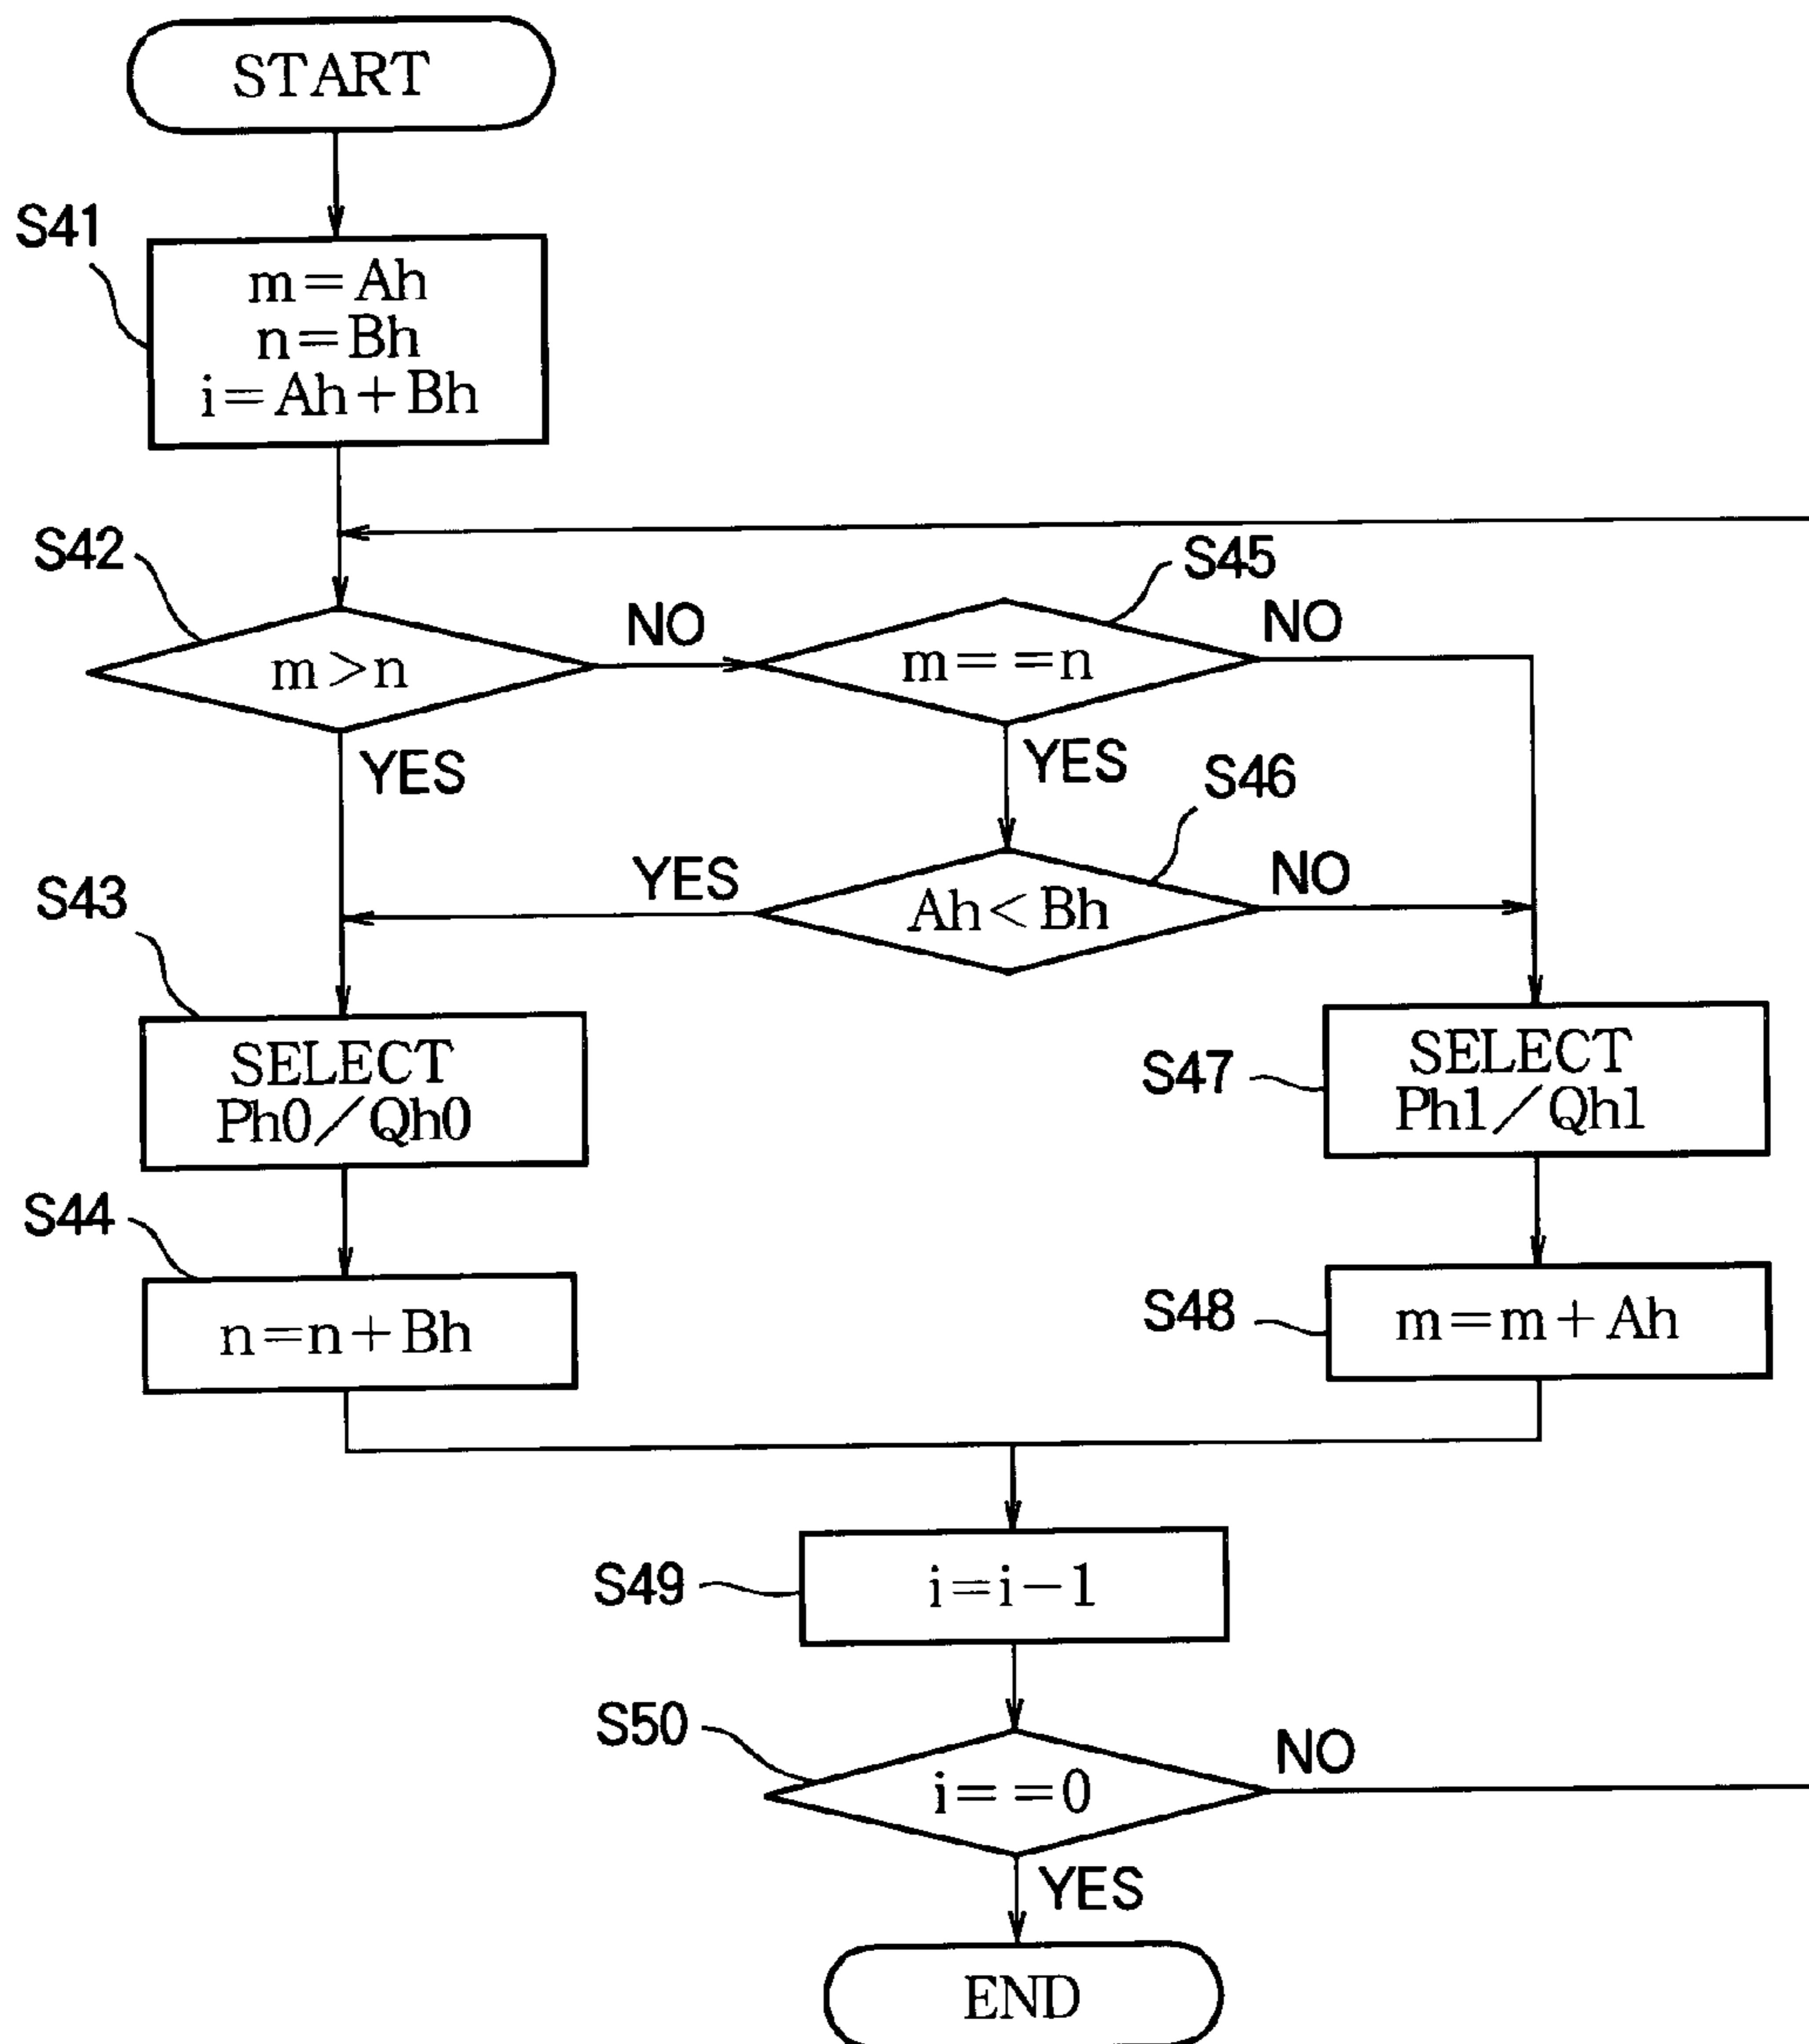 START
S41
m=Ah
n=Bh
i=Ah+Bh
S42
m>n
NO
S45
m==n
NO
YES
YES
S46
Ah<Bh
YES
NO
S43
SELECT
Ph0/Qh0
S47
SELECT
Ph1/Qh1
S44
n=n+Bh
S48
m=m+Ah
S49
i=i-1
S50
i==0
NO
YES
END